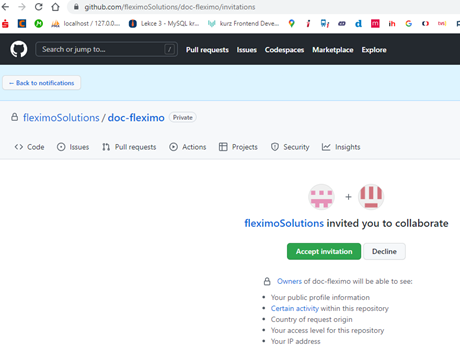 github.com/fleximoSolutions/doc-fleximo/invitations
localhost / 127.0.0... Lekce 3 - MySQL kr... kurz Frontend Deve...
Search or jump to... / Pull requests Issues Codespaces Marketplace Explore
← Back to notifications
fleximoSolutions / doc-fleximo Private
Code Issues Pull requests Actions Projects Security Insights
+
fleximoSolutions invited you to collaborate
Accept invitation Decline
Owners of doc-fleximo will be able to see:
• Your public profile information
• Certain activity within this repository
• Country of request origin
• Your access level for this repository
• Your IP address